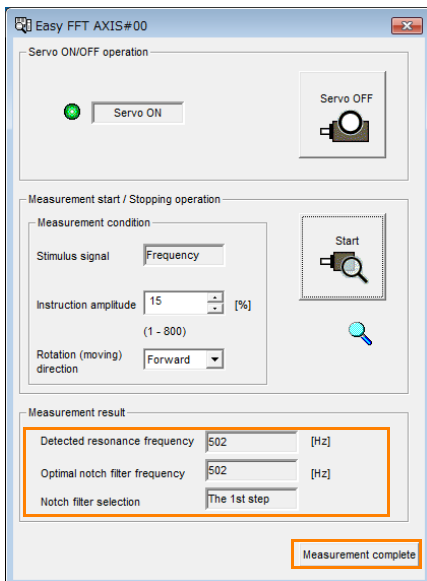 Easy FFT AXIS#00
Servo ON/OFF operation
Servo ON
Servo OFF
Measurement start / Stopping operation
Measurement condition
Stimulus signal
Frequency
Start
Instruction amplitude
15
[%]
(1 - 800)
Rotation (moving)
direction
Forward
Measurement result
Detected resonance frequency
502
[Hz]
Optimal notch filter frequency
502
[Hz]
Notch filter selection
The 1st step
Measurement complete